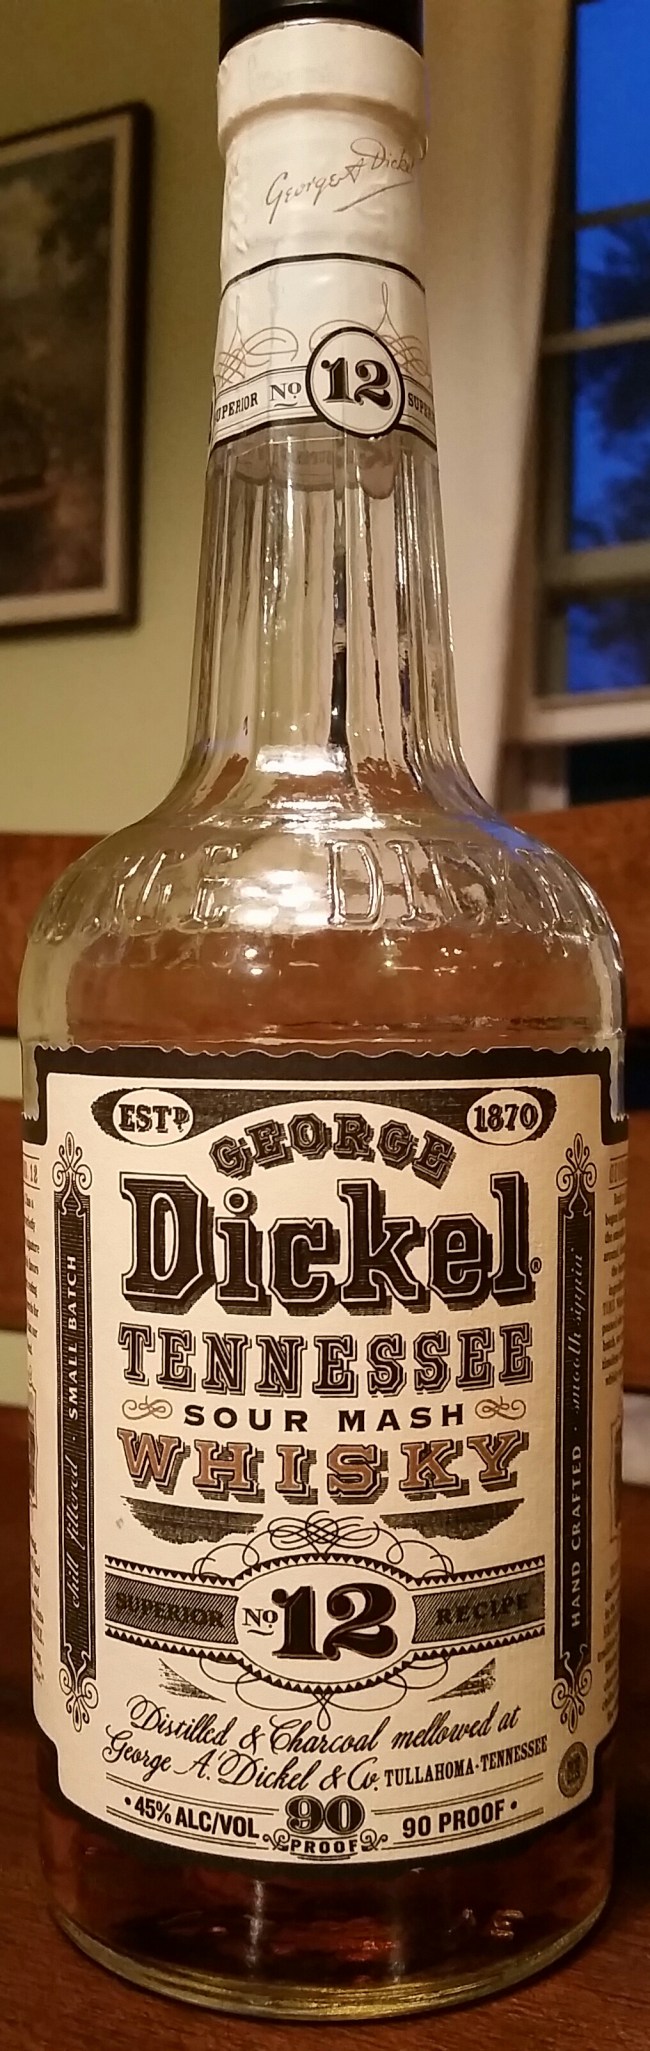 George A Dickel
SUPERIOR No 12
GEORGE DICKEL
ESTD 1870
GEORGE
Dickel®
TENNESSEE
SOUR MASH
WHISKY
chill filtered · SMALL BATCH
HAND CRAFTED · smooth sippin'
SUPERIOR No 12 RECIPE
Distilled & Charcoal mellowed at
George A. Dickel & Co. TULLAHOMA·TENNESSEE
• 45% ALC/VOL 90 PROOF 90 PROOF •